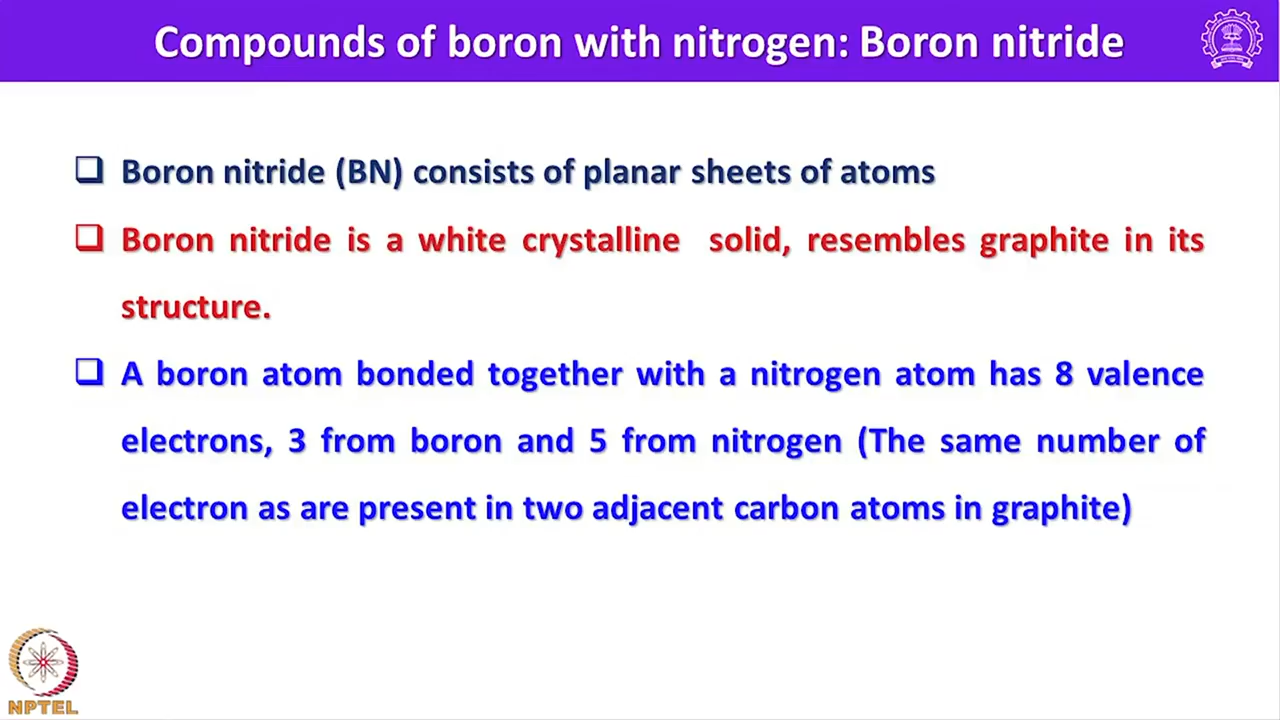 Compounds of boron with nitrogen: Boron nitride
Boron nitride (BN) consists of planar sheets of atoms
Boron nitride is a white crystalline solid, resembles graphite in its
structure.
A boron atom bonded together with a nitrogen atom has 8 valence
electrons, 3 from boron and 5 from nitrogen (The same number of
electron as are present in two adjacent carbon atoms in graphite)
NPTEL